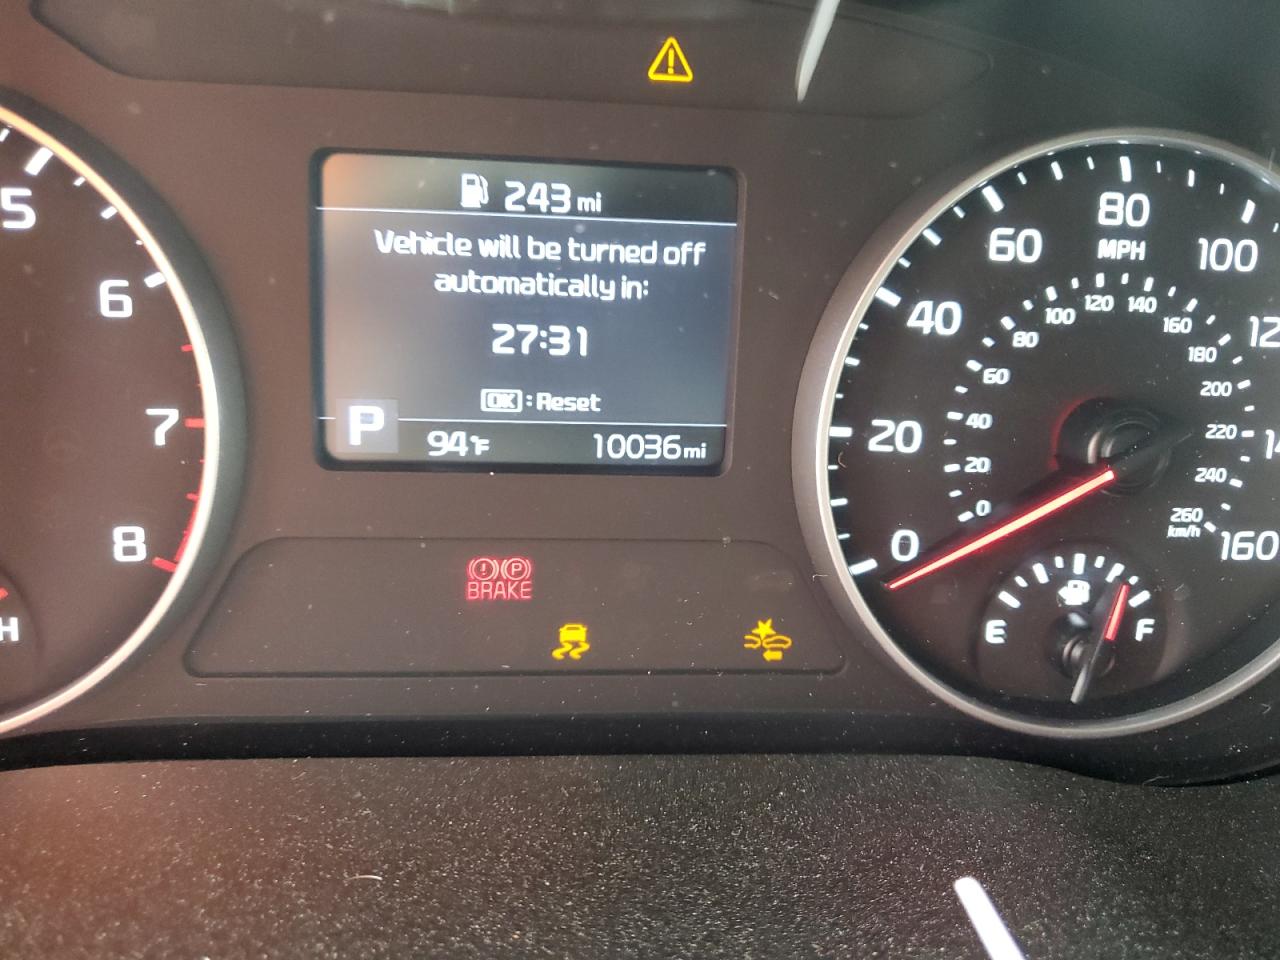 243 mi
Vehicle will be turned off
automatically in:
27:31
OK : Reset
P
94°F
10036 mi
BRAKE
P
5
6
7
8
H
0
20
40
60
80
100
160
MPH
0
20
40
60
80
100
120
140
160
180
200
220
240
260
km/h
E
F